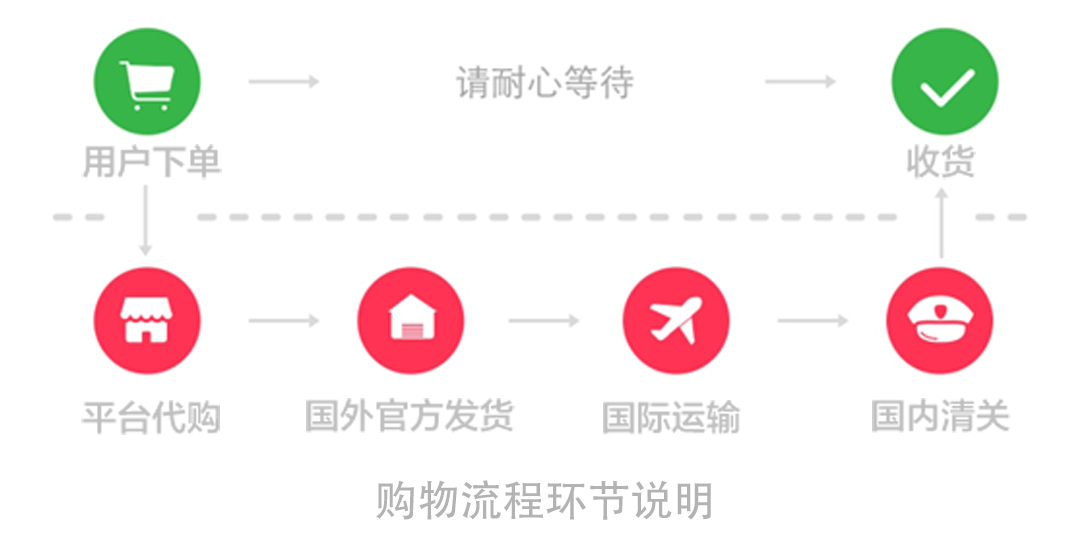 请耐心等待
用户下单
收货
平台代购
国外官方发货
国际运输
国内清关
购物流程环节说明